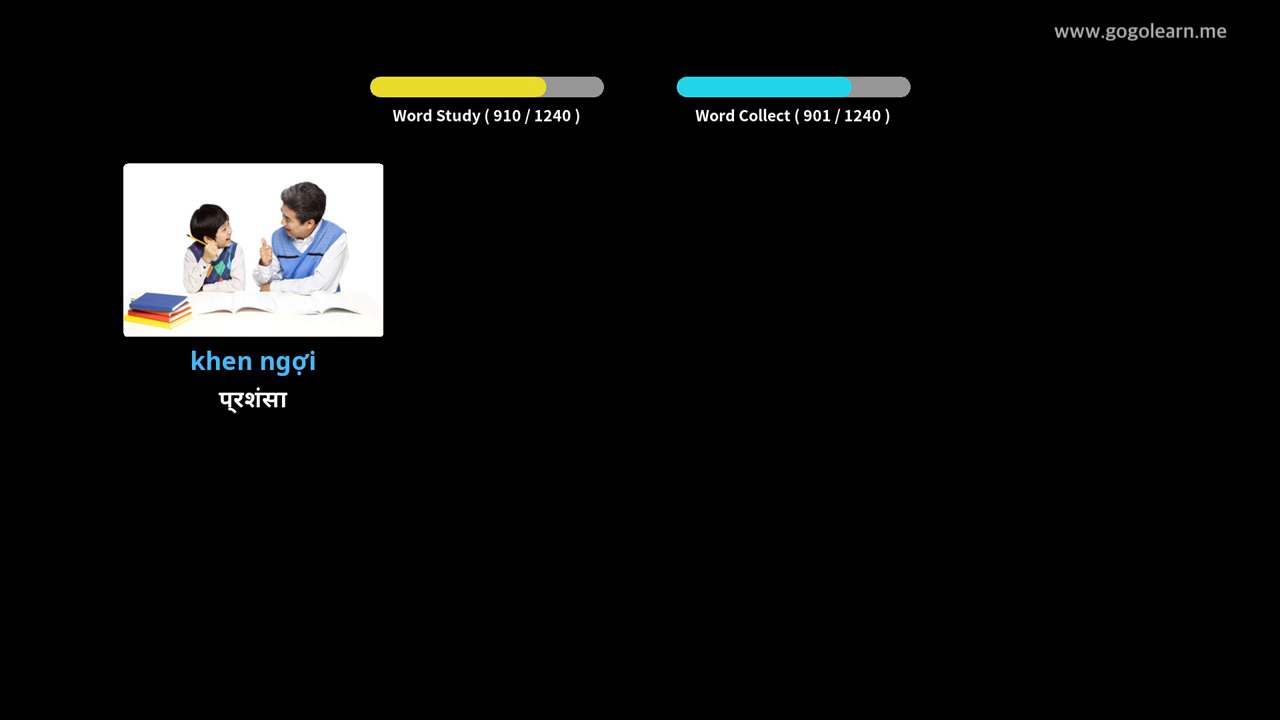 www.gogolearn.me
Word Study ( 910 / 1240 )
Word Collect ( 901 / 1240 )
khen ngợi
प्रशंसा